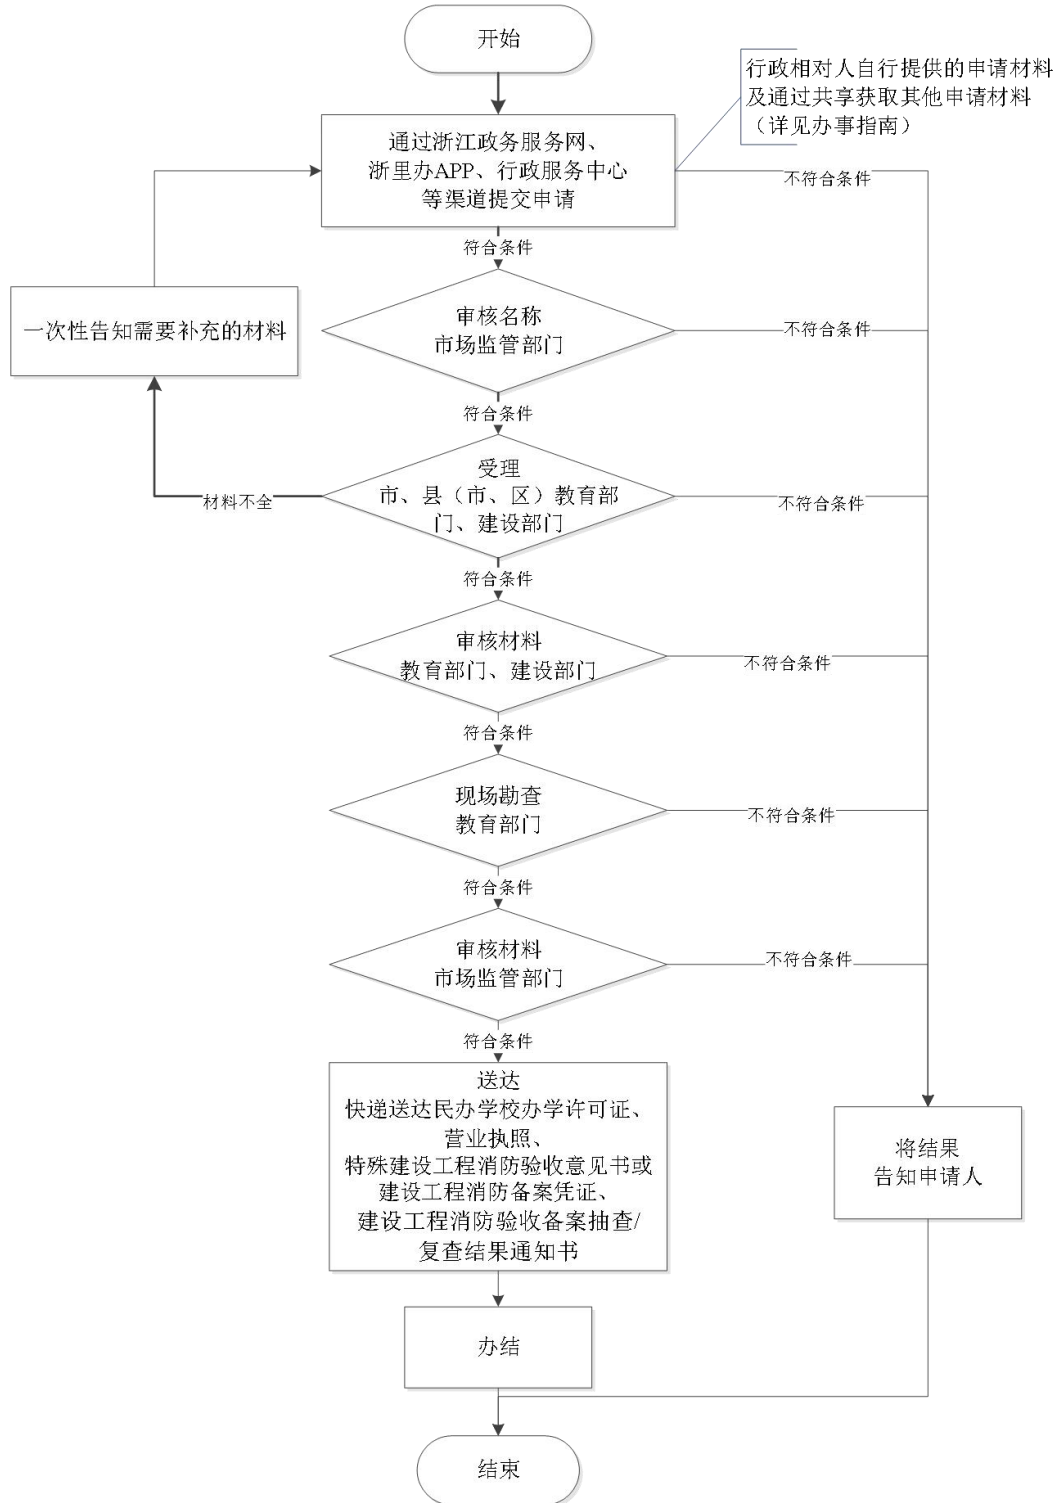 开始
行政相对人自行提供的申请材料
及通过共享获取其他申请材料
（详见办事指南）
通过浙江政务服务网、
浙里办APP、行政服务中心
等渠道提交申请
不符合条件
符合条件
一次性告知需要补充的材料
审核名称
市场监管部门
不符合条件
符合条件
受理
市、县（市、区）教育部
门、建设部门
材料不全
不符合条件
符合条件
审核材料
教育部门、建设部门
不符合条件
符合条件
现场勘查
教育部门
不符合条件
符合条件
审核材料
市场监管部门
不符合条件
符合条件
送达
快递送达民办学校办学许可证、
营业执照、
特殊建设工程消防验收意见书或
建设工程消防备案凭证、
建设工程消防验收备案抽查/
复查结果通知书
将结果
告知申请人
办结
结束